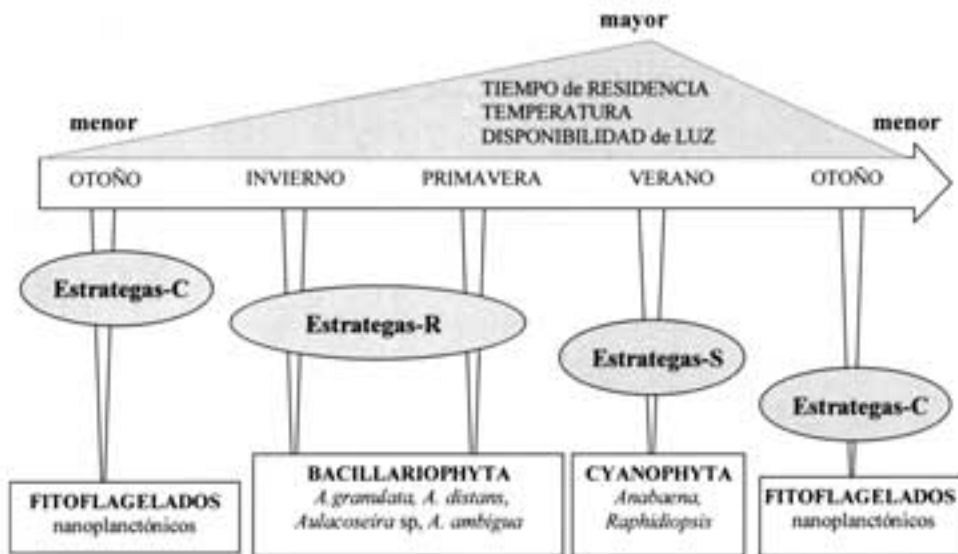 mayor
TIEMPO de RESIDENCIA
TEMPERATURA
DISPONIBILIDAD de LUZ
menor
menor
OTOÑO
INVIERNO
PRIMAVERA
VERANO
OTOÑO
Estrategas-C
Estrategas-R
Estrategas-S
Estrategas-C
FITOFLAGELADOS
nanoplanctónicos
BACILLARIOPHYTA
A.granulata, A. distans,
Aulacoseira sp, A. ambigua
CYANOPHYTA
Anabaena,
Raphidiopsis
FITOFLAGELADOS
nanoplanctónicos